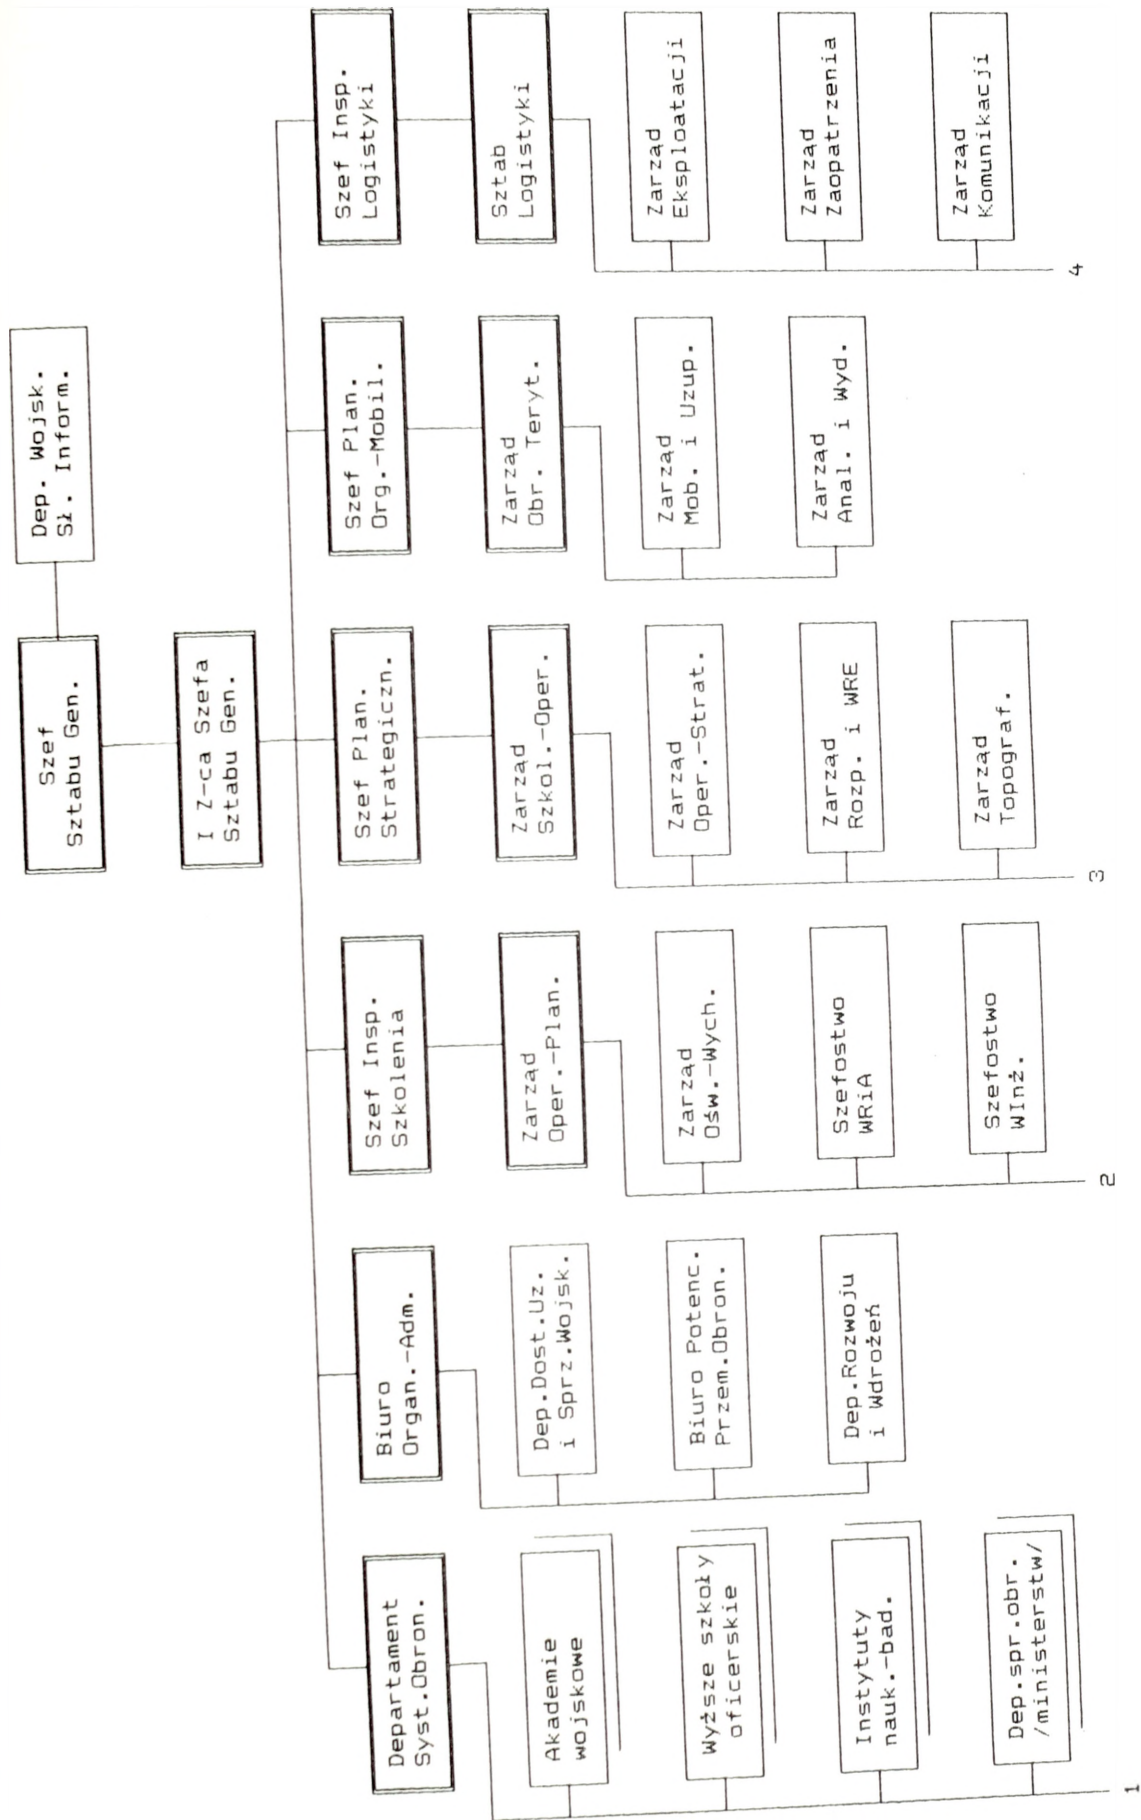 Szef
Sztabu Gen.
Dep. Wojsk.
Sł. Inform.
I Z-ca Szefa
Sztabu Gen.
Departament
Syst.Obron.
Akademie
wojskowe
Wyższe szkoły
oficerskie
Instytuty
nauk.-bad.
Dep.spr.obr.
/ministerstw/
1
Biuro
Organ.-Adm.
Dep.Dost.Uz.
i Sprz.Wojsk.
Biuro Potenc.
Przem.Obron.
Dep.Rozwoju
i Wdrożeń
Szef Insp.
Szkolenia
Zarząd
Oper.-Plan.
Zarząd
Ośw.-Wych.
Szefostwo
WRiA
Szefostwo
WInż.
2
Szef Plan.
Strategiczn.
Zarząd
Szkol.-Oper.
Zarząd
Oper.-Strat.
Zarząd
Rozp. i WRE
Zarząd
Topograf.
3
Szef Plan.
Org.-Mobil.
Zarząd
Obr. Teryt.
Zarząd
Mob. i Uzup.
Zarząd
Anal. i Wyd.
Szef Insp.
Logistyki
Sztab
Logistyki
Zarząd
Eksploatacji
Zarząd
Zaopatrzenia
Zarząd
Komunikacji
4